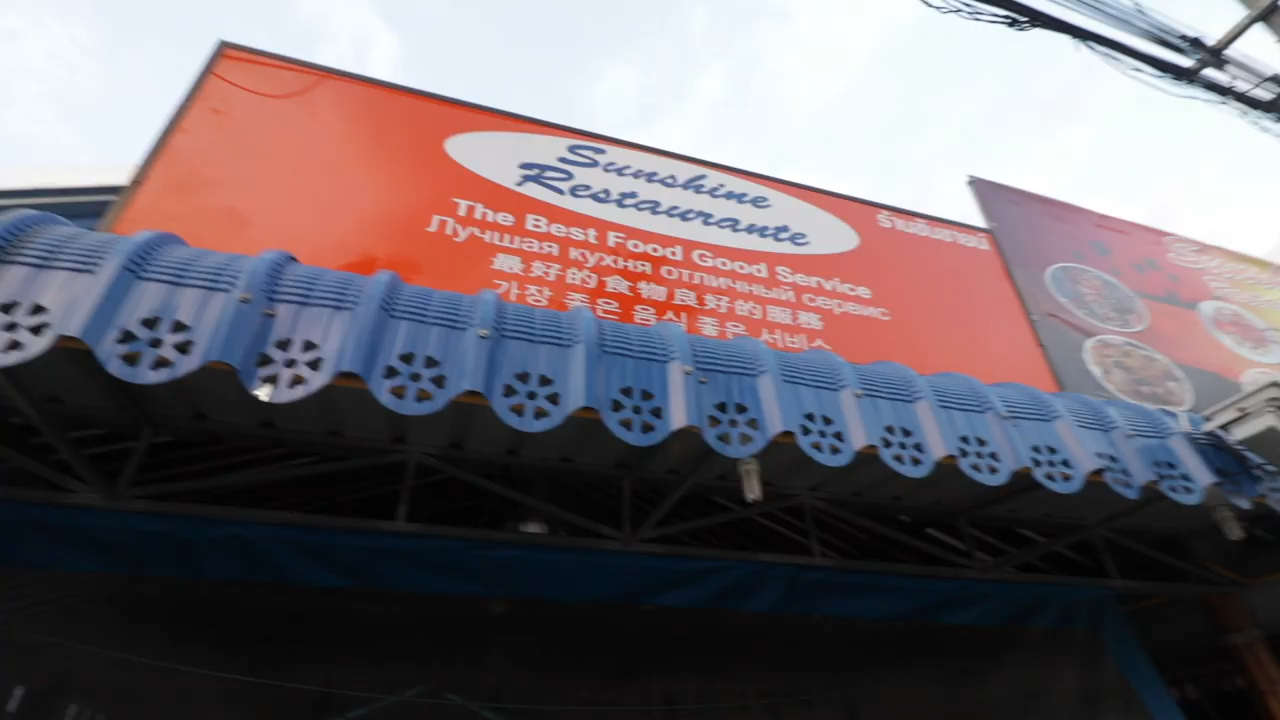 Sunshine
Restaurante
The Best Food Good Service
Лучшая кухня отличный сервис
最好的食物良好的服務
가장 좋은 음식 좋은 서비스